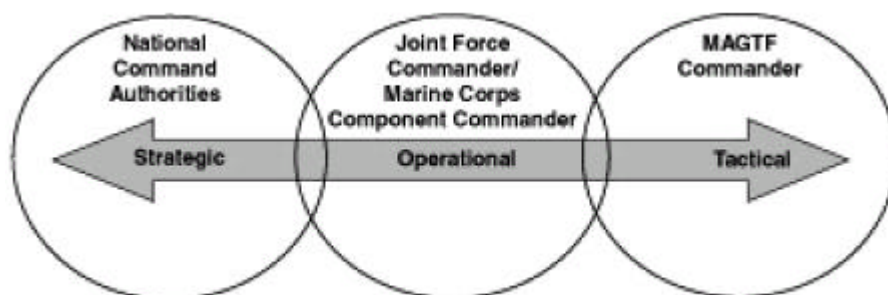 National
Command
Authorities
Joint Force
Commander/
Marine Corps
Component Commander
MAGTF
Commander
Strategic
Operational
Tactical